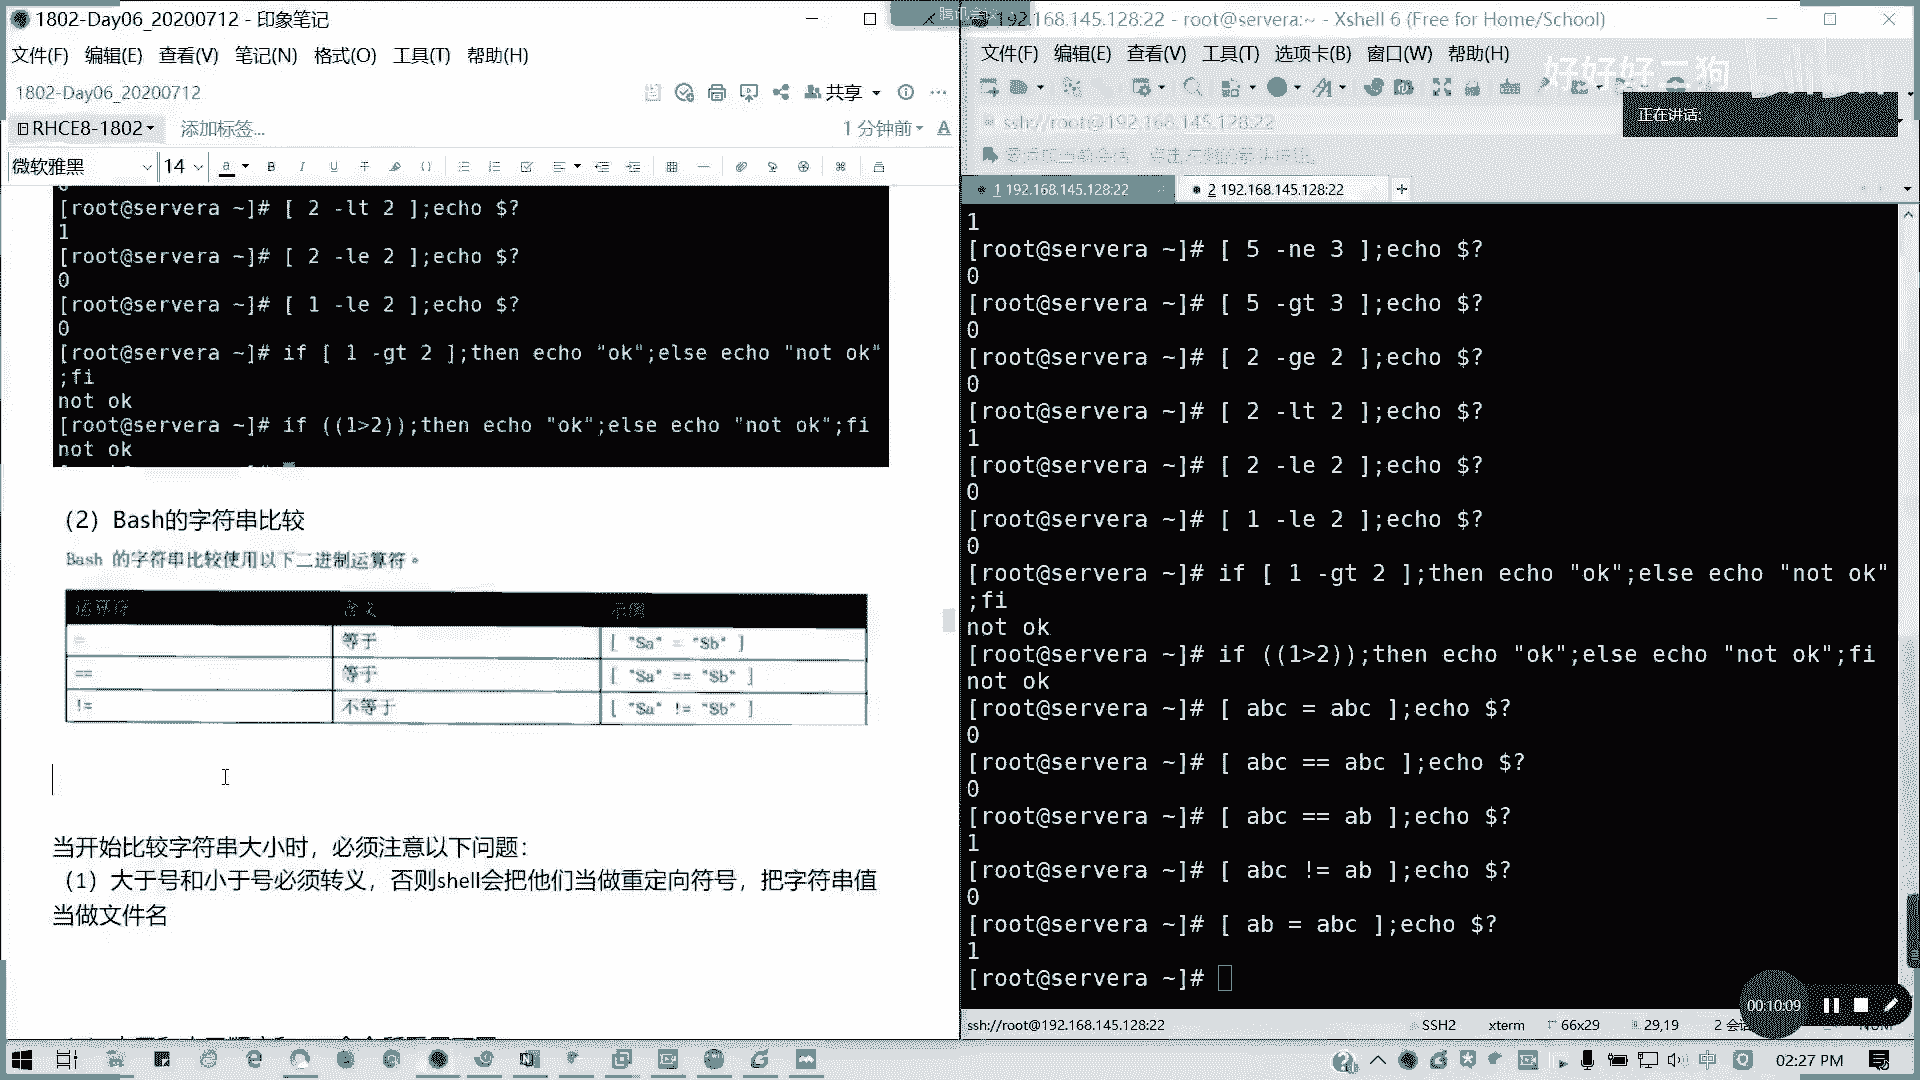 1802-Day06_20200712 - 印象笔记
文件(F) 编辑(E) 查看(V) 笔记(N) 格式(O) 工具(T) 帮助(H)
1802-Day06_20200712
共享
RHCE8-1802
添加标签...
1 分钟前
微软雅黑
14
[root@servera ~]# [ 2 -lt 2 ];echo $?
1
[root@servera ~]# [ 2 -le 2 ];echo $?
0
[root@servera ~]# [ 1 -le 2 ];echo $?
0
[root@servera ~]# if [ 1 -gt 2 ];then echo "ok";else echo "not ok"
;fi
not ok
[root@servera ~]# if ((1>2));then echo "ok";else echo "not ok";fi
not ok
（2）Bash的字符串比较
Bash 的字符串比较使用以下二进制运算符。
运算符 含义 示例
= 等于 [ "$a" = "$b" ]
== 等于 [ "$a" == "$b" ]
!= 不等于 [ "$a" != "$b" ]
当开始比较字符串大小时，必须注意以下问题：
（1）大于号和小于号必须转义，否则shell会把他们当做重定向符号，把字符串值
当做文件名
192.168.145.128:22 - root@servera:~ - Xshell 6 (Free for Home/School)
文件(F) 编辑(E) 查看(V) 工具(T) 选项卡(B) 窗口(W) 帮助(H)
好好好二狗
正在讲话:
ssh://root@192.168.145.128:22
1 192.168.145.128:22
2 192.168.145.128:22
1
[root@servera ~]# [ 5 -ne 3 ];echo $?
0
[root@servera ~]# [ 5 -gt 3 ];echo $?
0
[root@servera ~]# [ 2 -ge 2 ];echo $?
0
[root@servera ~]# [ 2 -lt 2 ];echo $?
1
[root@servera ~]# [ 2 -le 2 ];echo $?
0
[root@servera ~]# [ 1 -le 2 ];echo $?
0
[root@servera ~]# if [ 1 -gt 2 ];then echo "ok";else echo "not ok"
;fi
not ok
[root@servera ~]# if ((1>2));then echo "ok";else echo "not ok";fi
not ok
[root@servera ~]# [ abc = abc ];echo $?
0
[root@servera ~]# [ abc == abc ];echo $?
0
[root@servera ~]# [ abc == ab ];echo $?
1
[root@servera ~]# [ abc != ab ];echo $?
0
[root@servera ~]# [ ab = abc ];echo $?
1
[root@servera ~]#
00:10:09
ssh://root@192.168.145.128:22 SSH2 xterm 66x29 29,19 2 会 NUM
中
02:27 PM